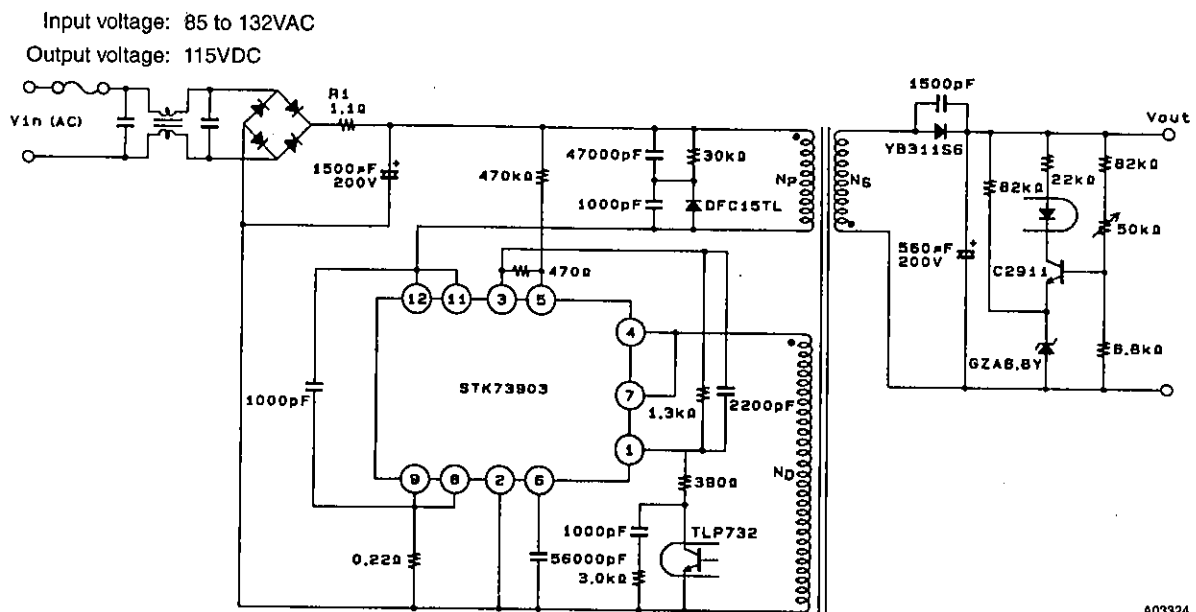 Input voltage: 85 to 132VAC
Output voltage: 115VDC
Vin (AC)
R1
1.1Ω
1500µF
200V
470kΩ
47000pF
30kΩ
1000pF
DFC15TL
NP
NS
1500pF
YB311S6
Vout
82kΩ
22kΩ
82kΩ
50kΩ
560µF
200V
C2911
GZA6.8Y
6.8kΩ
470Ω
12
11
3
5
4
STK73903
7
1
1000pF
1.3kΩ
2200pF
9
8
2
6
ND
390Ω
1000pF
TLP732
0.22Ω
56000pF
3.0kΩ
A03324